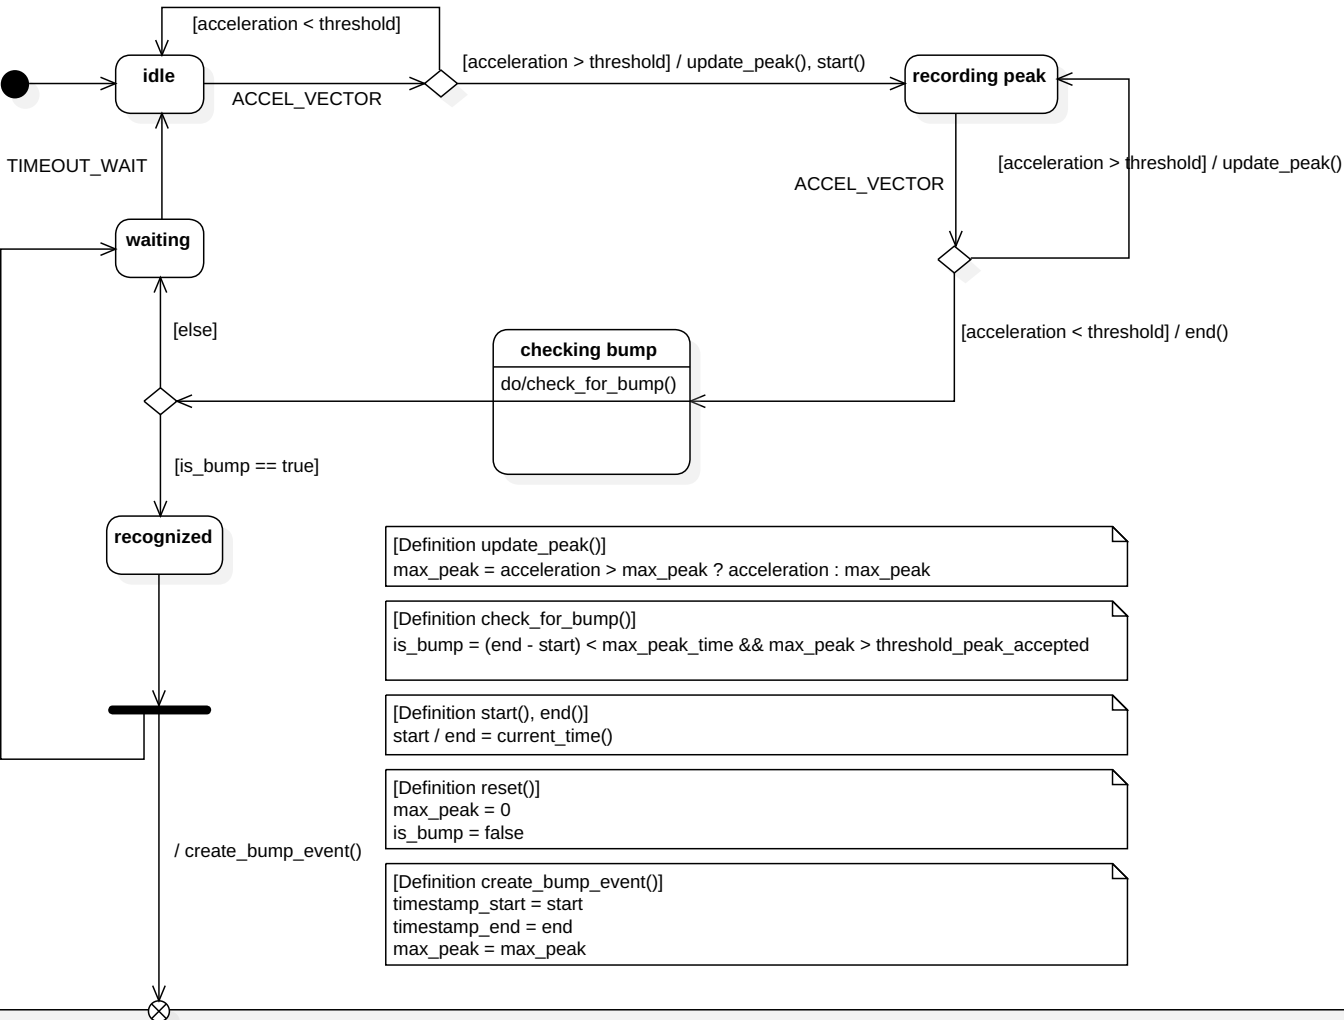 [acceleration < threshold]
[acceleration > threshold] / update_peak(), start()
idle
recording peak
ACCEL_VECTOR
TIMEOUT_WAIT
[acceleration > threshold] / update_peak()
ACCEL_VECTOR
waiting
[else]
[acceleration < threshold] / end()
checking bump
do/check_for_bump()
[is_bump == true]
recognized
[Definition update_peak()]
max_peak = acceleration > max_peak ? acceleration : max_peak
[Definition check_for_bump()]
is_bump = (end - start) < max_peak_time && max_peak > threshold_peak_accepted
[Definition start(), end()]
start / end = current_time()
[Definition reset()]
max_peak = 0
is_bump = false
/ create_bump_event()
[Definition create_bump_event()]
timestamp_start = start
timestamp_end = end
max_peak = max_peak